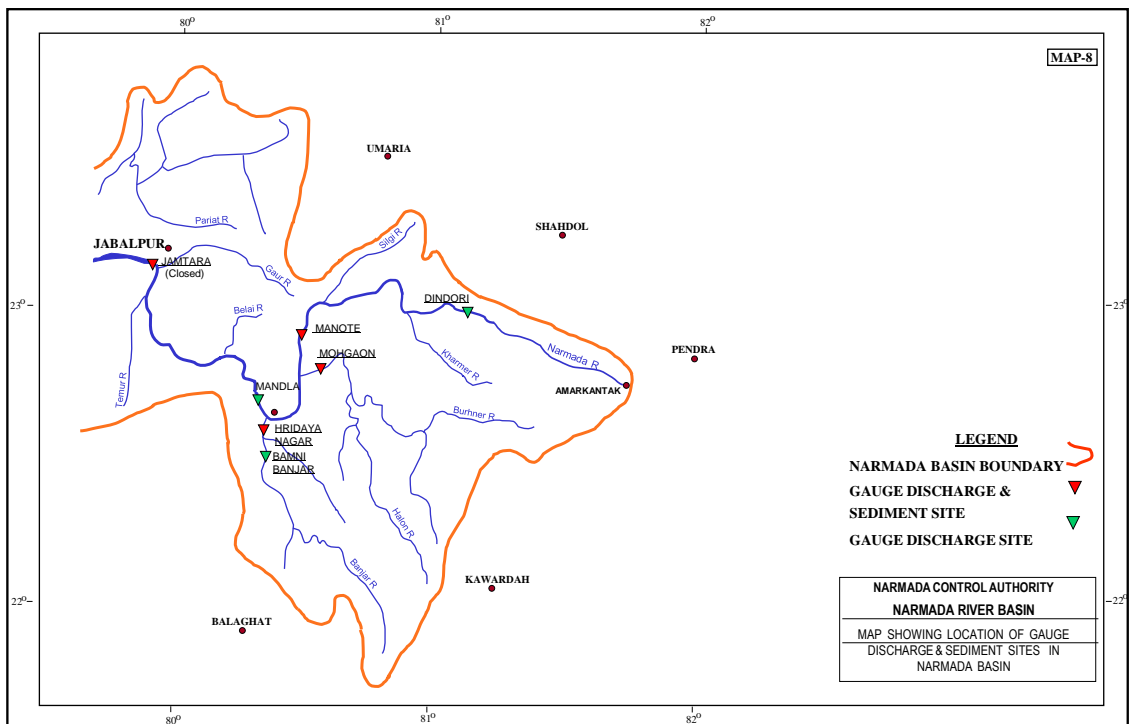 80°
81°
82°
MAP-8
UMARIA
Pariat R
SHAHDOL
JABALPUR
Silgi R
JAMTARA
(Closed)
Gaur R
23°
DINDORI
23°
Belai R
MANOTE
Narmada R
PENDRA
MOHGAON
Kharmer R
Temur R
MANDLA
AMARKANTAK
Burhner R
HRIDAYA
NAGAR
BAMNI
BANJAR
LEGEND
NARMADA BASIN BOUNDARY
GAUGE DISCHARGE &
SEDIMENT SITE
GAUGE DISCHARGE SITE
Halon R
Banjar R
KAWARDAH
22°
22°
BALAGHAT
NARMADA CONTROL AUTHORITY
NARMADA RIVER BASIN
MAP SHOWING LOCATION OF GAUGE
DISCHARGE & SEDIMENT SITES IN
NARMADA BASIN
80°
81°
82°